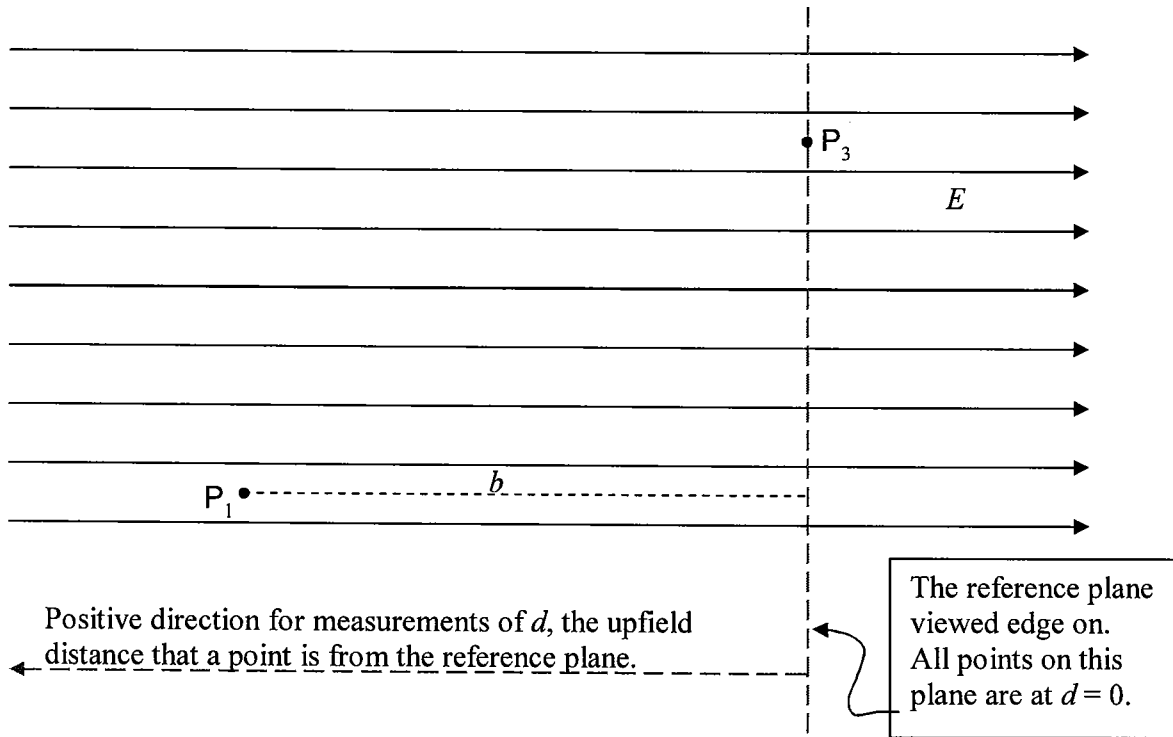 P₃
E
b
P₁
Positive direction for measurements of d, the upfield
distance that a point is from the reference plane.
The reference plane
viewed edge on.
All points on this
plane are at d = 0.